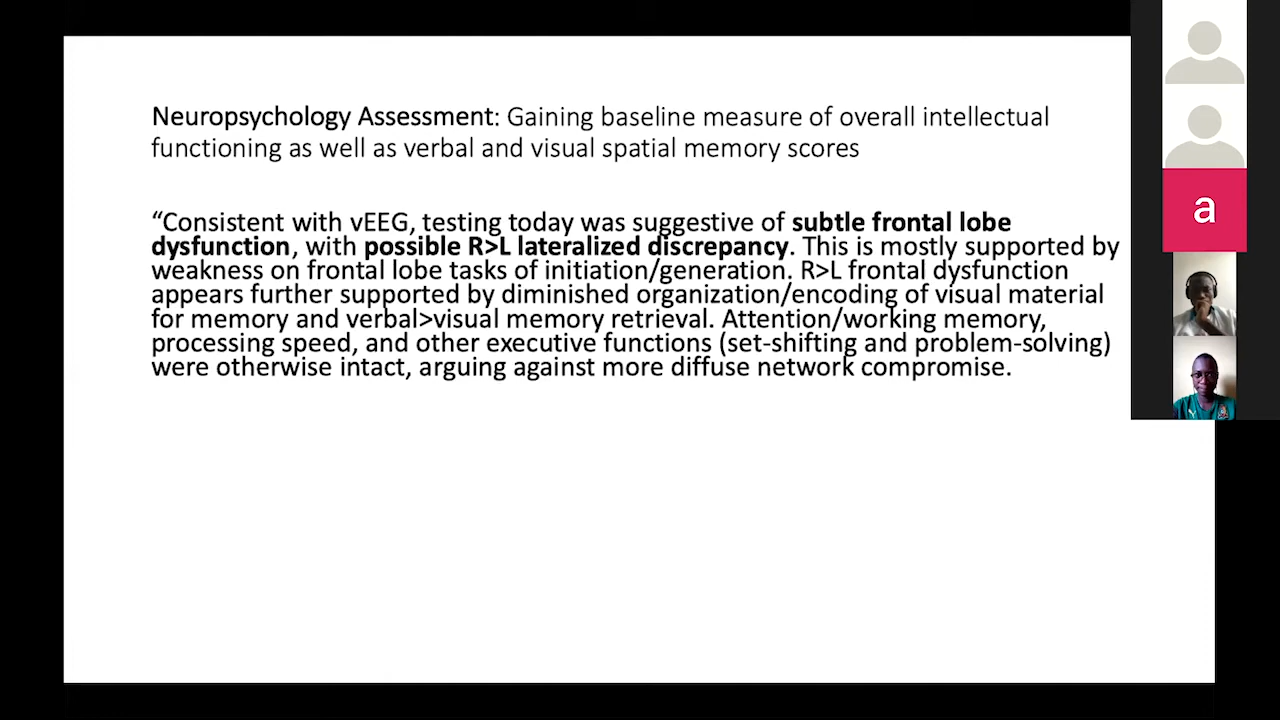 Neuropsychology Assessment: Gaining baseline measure of overall intellectual
functioning as well as verbal and visual spatial memory scores
“Consistent with vEEG, testing today was suggestive of subtle frontal lobe
dysfunction, with possible R>L lateralized discrepancy. This is mostly supported by
weakness on frontal lobe tasks of initiation/generation. R>L frontal dysfunction
appears further supported by diminished organization/encoding of visual material
for memory and verbal>visual memory retrieval. Attention/working memory,
processing speed, and other executive functions (set-shifting and problem-solving)
were otherwise intact, arguing against more diffuse network compromise.
a